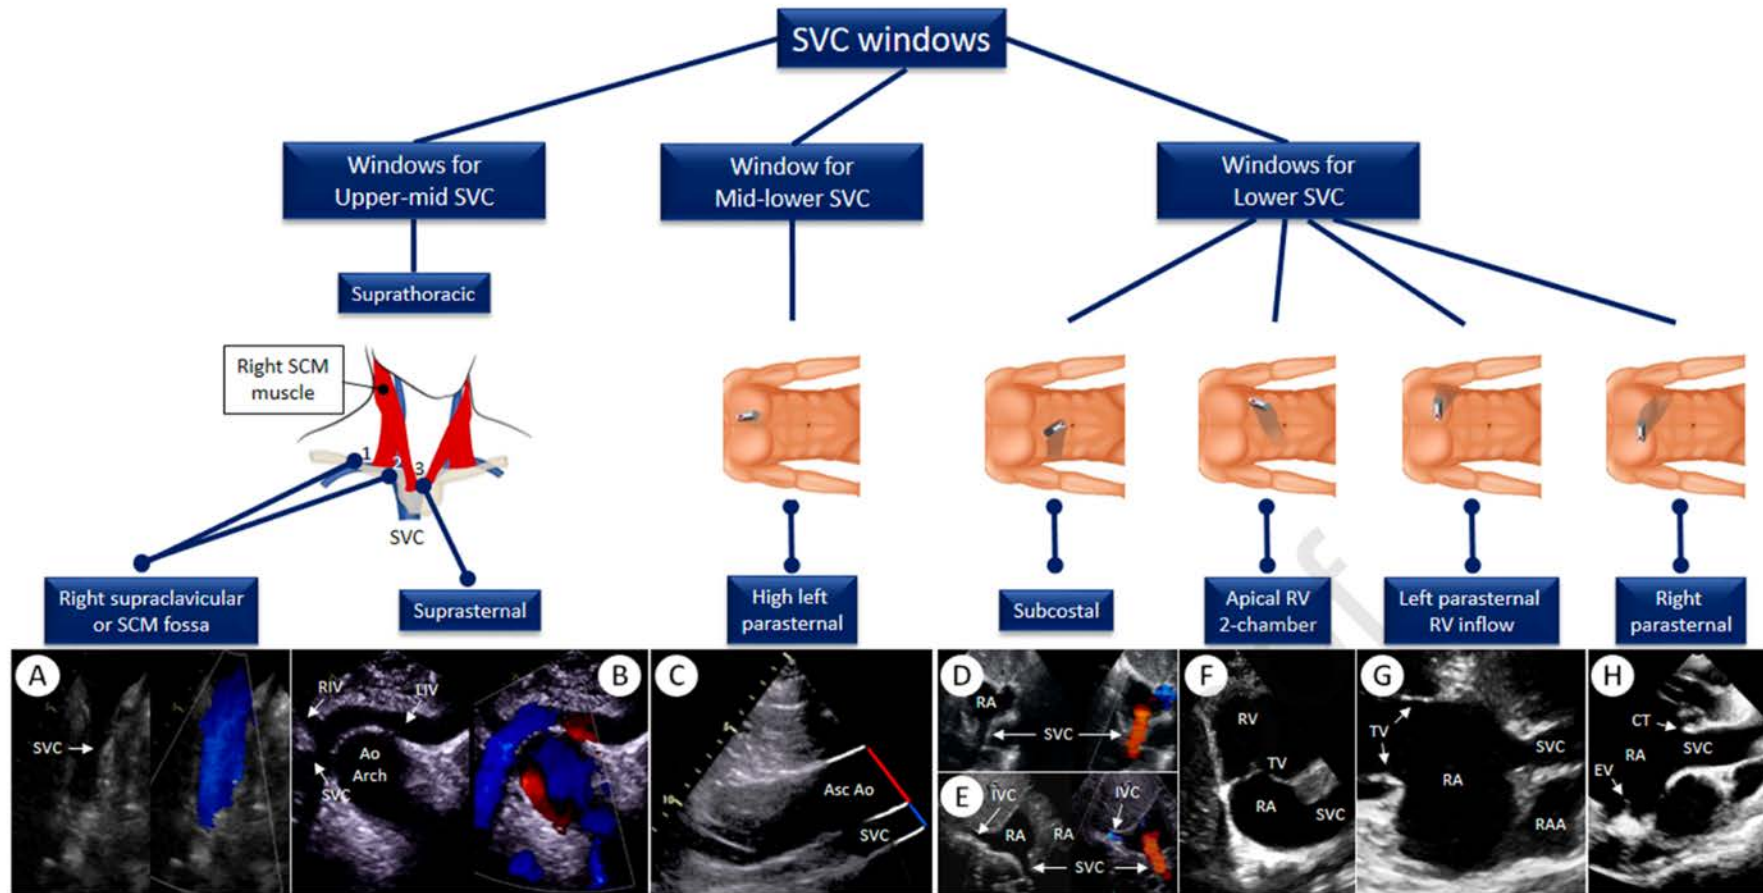 SVC windows
Windows for
Upper-mid SVC
Window for
Mid-lower SVC
Windows for
Lower SVC
Suprathoracic
Right SCM
muscle
1
2
3
SVC
Right supraclavicular
or SCM fossa
Suprasternal
High left
parasternal
Subcostal
Apical RV
2-chamber
Left parasternal
RV inflow
Right
parasternal
A
SVC
B
RIV
LIV
Ao
Arch
SVC
C
Asc Ao
SVC
D
RA
SVC
E
IVC
IVC
RA
RA
SVC
F
RV
TV
RA
SVC
G
TV
RA
SVC
RAA
H
CT
SVC
RA
EV